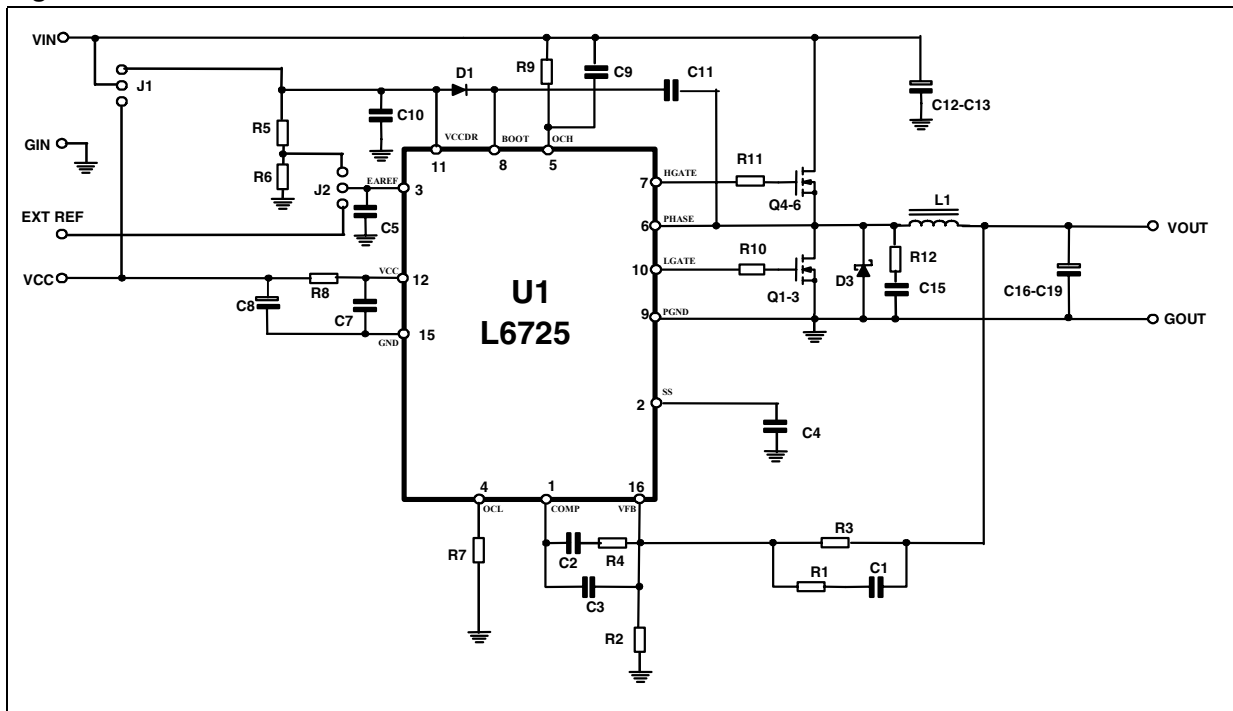 VIN
J1
R9
C9
D1
C11
C12-C13
R5
C10
GIN
VCCDR
BOOT
OCH
11
8
5
R6
J2
EAREF
3
7
HGATE
R11
Q4-6
EXT REF
C5
6
PHASE
L1
VOUT
VCC
R8
VCC
12
10
LGATE
R10
Q1-3
D3
R12
C15
C16-C19
C8
C7
U1
L6725
15
GND
9
PGND
GOUT
2
SS
C4
4
OCL
1
COMP
16
VFB
R7
C2
R4
C3
R3
R1
C1
R2